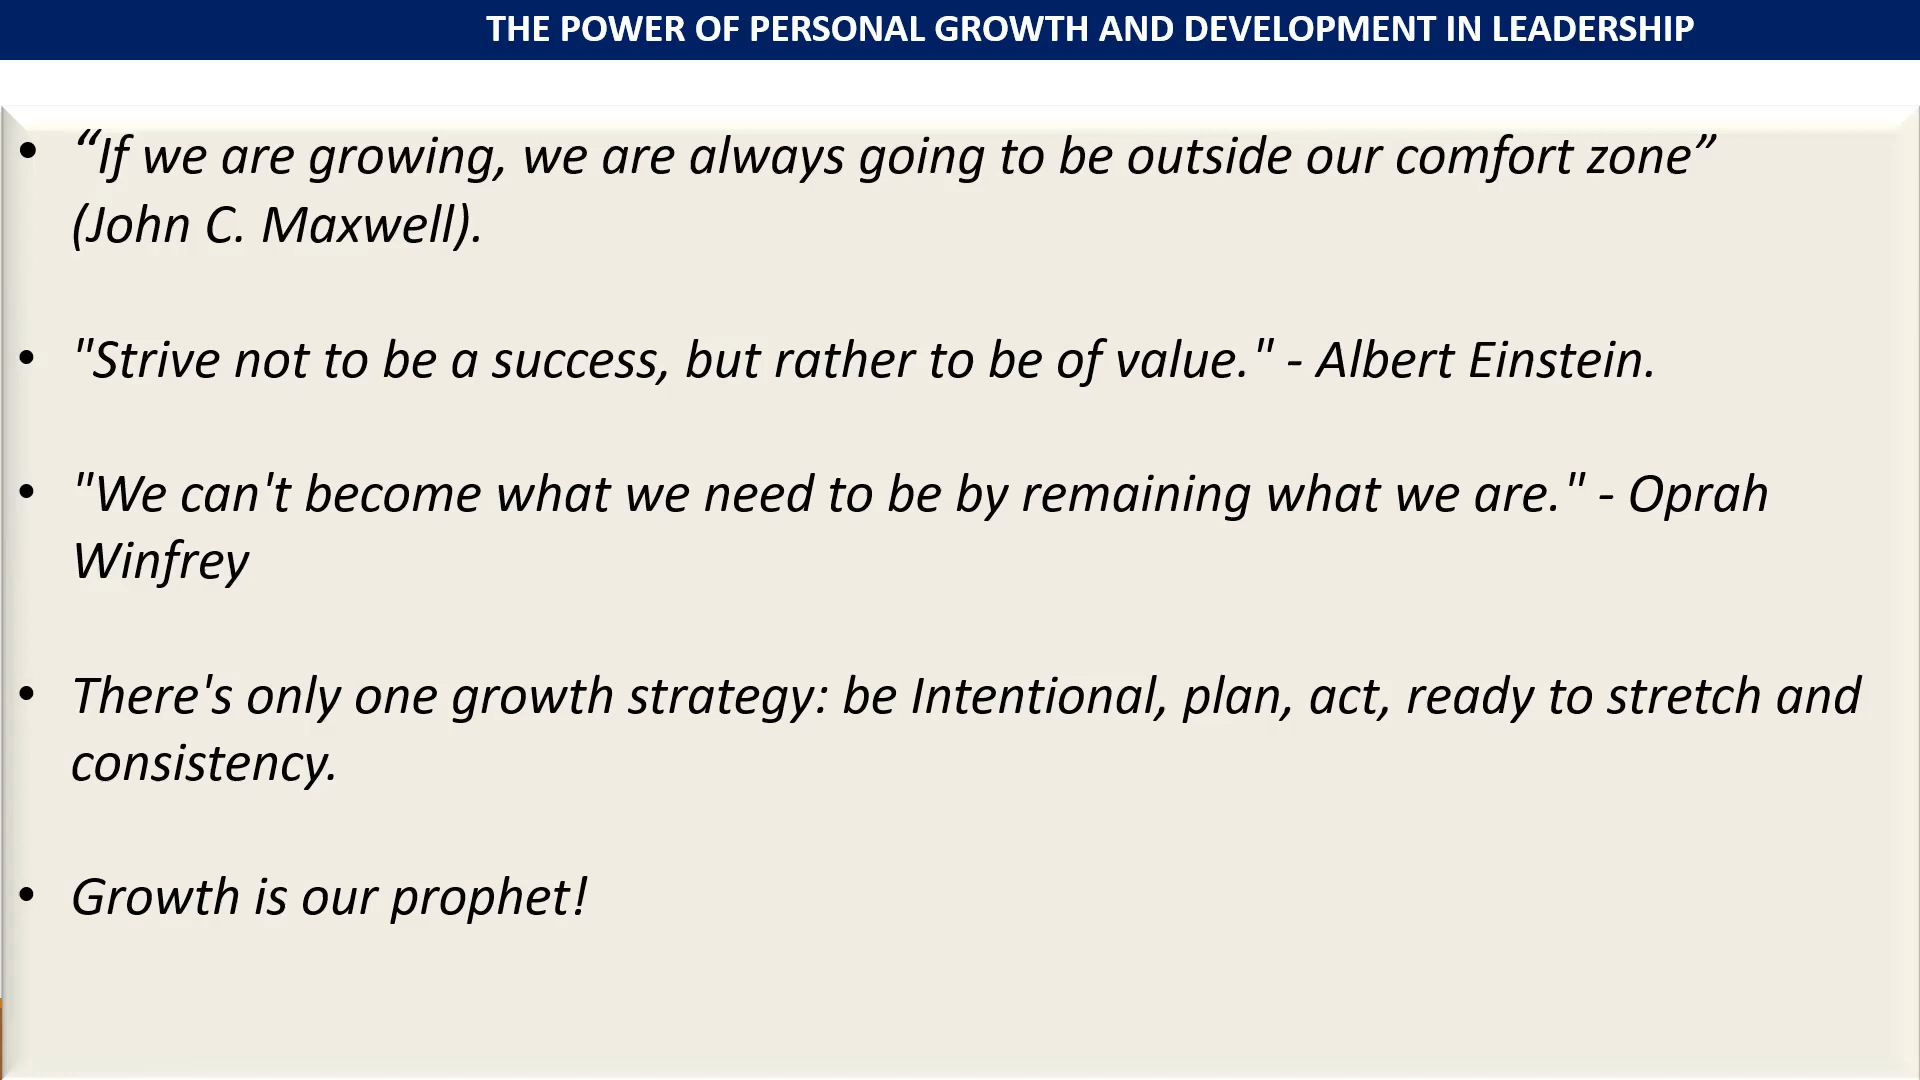 THE POWER OF PERSONAL GROWTH AND DEVELOPMENT IN LEADERSHIP
• “If we are growing, we are always going to be outside our comfort zone”
(John C. Maxwell).
• "Strive not to be a success, but rather to be of value." - Albert Einstein.
• "We can't become what we need to be by remaining what we are." - Oprah
Winfrey
• There's only one growth strategy: be Intentional, plan, act, ready to stretch and
consistency.
• Growth is our prophet!